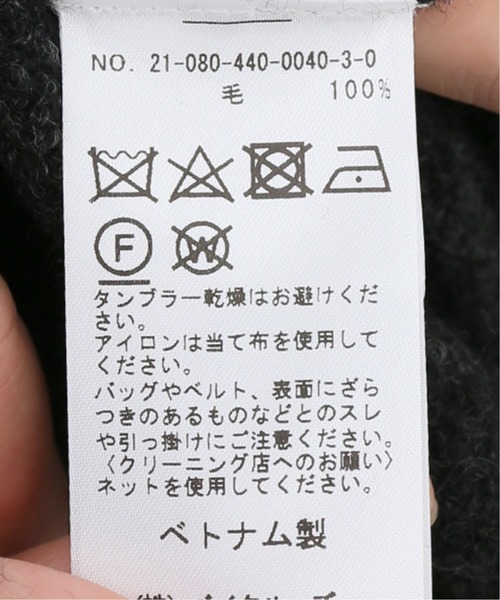 NO. 21-080-440-0040-3-0
毛 100%
F W
タンブラー乾燥はお避けくだ
さい。
アイロンは当て布を使用して
ください。
バッグやベルト、表面にざら
つきのあるものなどとのスレ
や引っ掛けにご注意ください。
〈クリーニング店へのお願い〉
ネットを使用してください。
ベトナム製